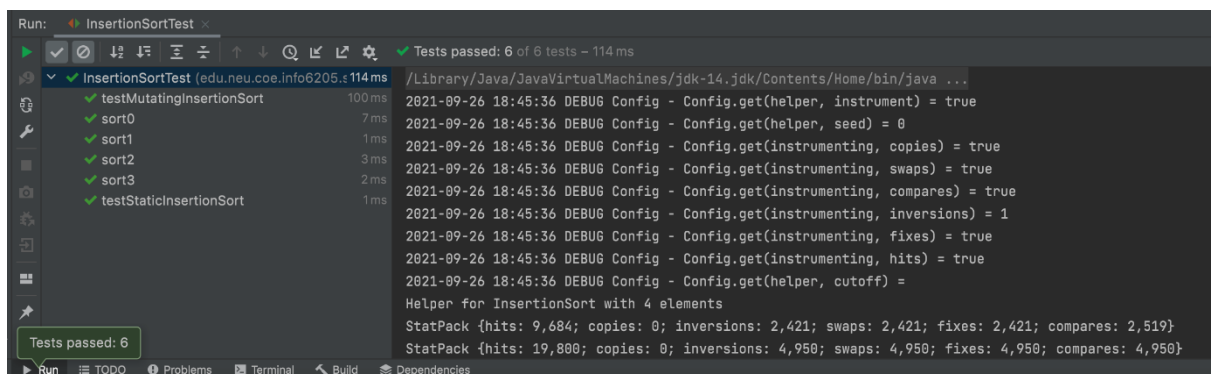 Run: InsertionSortTest ×
Tests passed: 6 of 6 tests – 114 ms
InsertionSortTest (edu.neu.coe.info6205.s 114 ms
testMutatingInsertionSort 100 ms
sort0 7 ms
sort1 1 ms
sort2 3 ms
sort3 2 ms
testStaticInsertionSort 1 ms
/Library/Java/JavaVirtualMachines/jdk-14.jdk/Contents/Home/bin/java ...
2021-09-26 18:45:36 DEBUG Config - Config.get(helper, instrument) = true
2021-09-26 18:45:36 DEBUG Config - Config.get(helper, seed) = 0
2021-09-26 18:45:36 DEBUG Config - Config.get(instrumenting, copies) = true
2021-09-26 18:45:36 DEBUG Config - Config.get(instrumenting, swaps) = true
2021-09-26 18:45:36 DEBUG Config - Config.get(instrumenting, compares) = true
2021-09-26 18:45:36 DEBUG Config - Config.get(instrumenting, inversions) = 1
2021-09-26 18:45:36 DEBUG Config - Config.get(instrumenting, fixes) = true
2021-09-26 18:45:36 DEBUG Config - Config.get(instrumenting, hits) = true
2021-09-26 18:45:36 DEBUG Config - Config.get(helper, cutoff) =
Helper for InsertionSort with 4 elements
StatPack {hits: 9,684; copies: 0; inversions: 2,421; swaps: 2,421; fixes: 2,421; compares: 2,519}
StatPack {hits: 19,800; copies: 0; inversions: 4,950; swaps: 4,950; fixes: 4,950; compares: 4,950}
Tests passed: 6
Run TODO Problems Terminal Build Dependencies